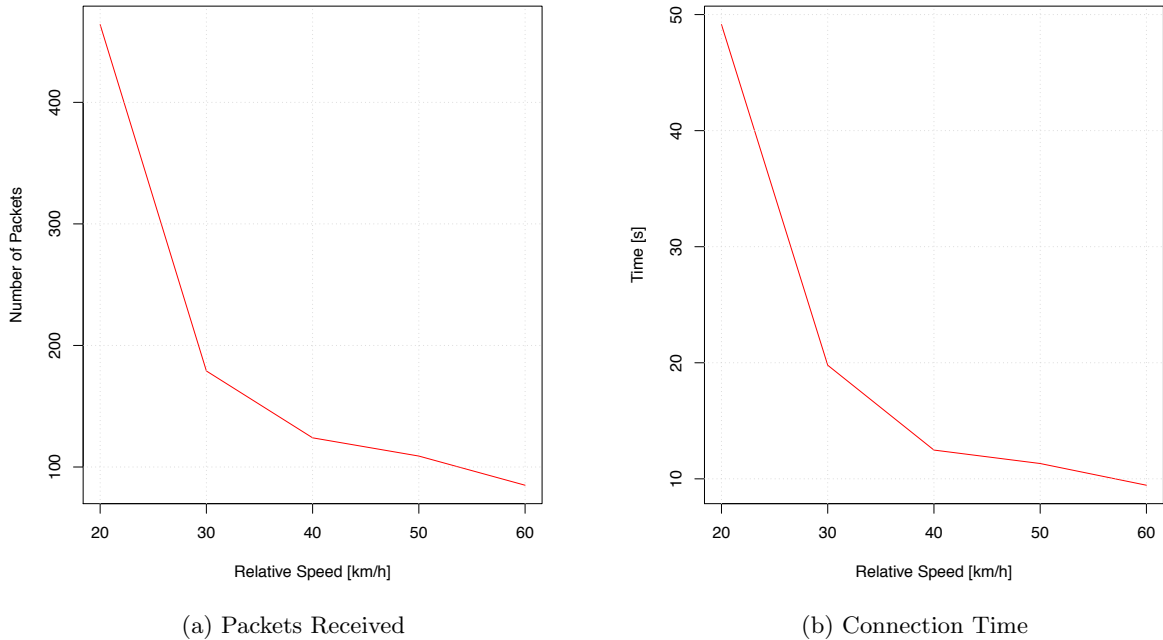 Number of Packets
400
300
200
100
20 30 40 50 60
Relative Speed [km/h]
(a) Packets Received
Time [s]
50
40
30
20
10
20 30 40 50 60
Relative Speed [km/h]
(b) Connection Time